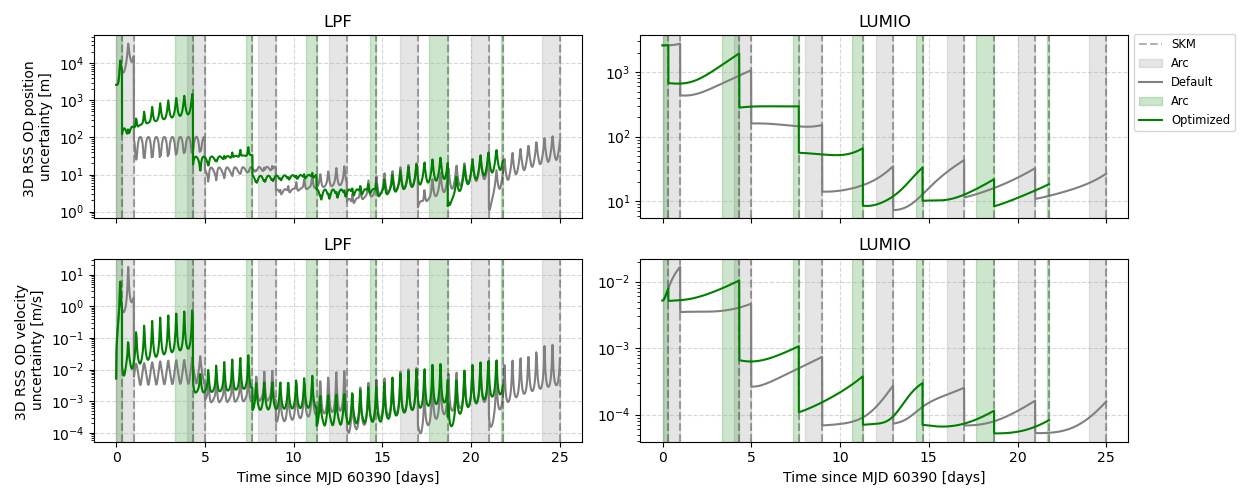 LPF
LUMIO
3D RSS OD position
uncertainty [m]
10⁴
10³
10²
10¹
10⁰
10³
10²
10¹
SKM
Arc
Default
Arc
Optimized
LPF
LUMIO
3D RSS OD velocity
uncertainty [m/s]
10¹
10⁰
10⁻¹
10⁻²
10⁻³
10⁻⁴
10⁻²
10⁻³
10⁻⁴
0 5 10 15 20 25
0 5 10 15 20 25
Time since MJD 60390 [days]
Time since MJD 60390 [days]